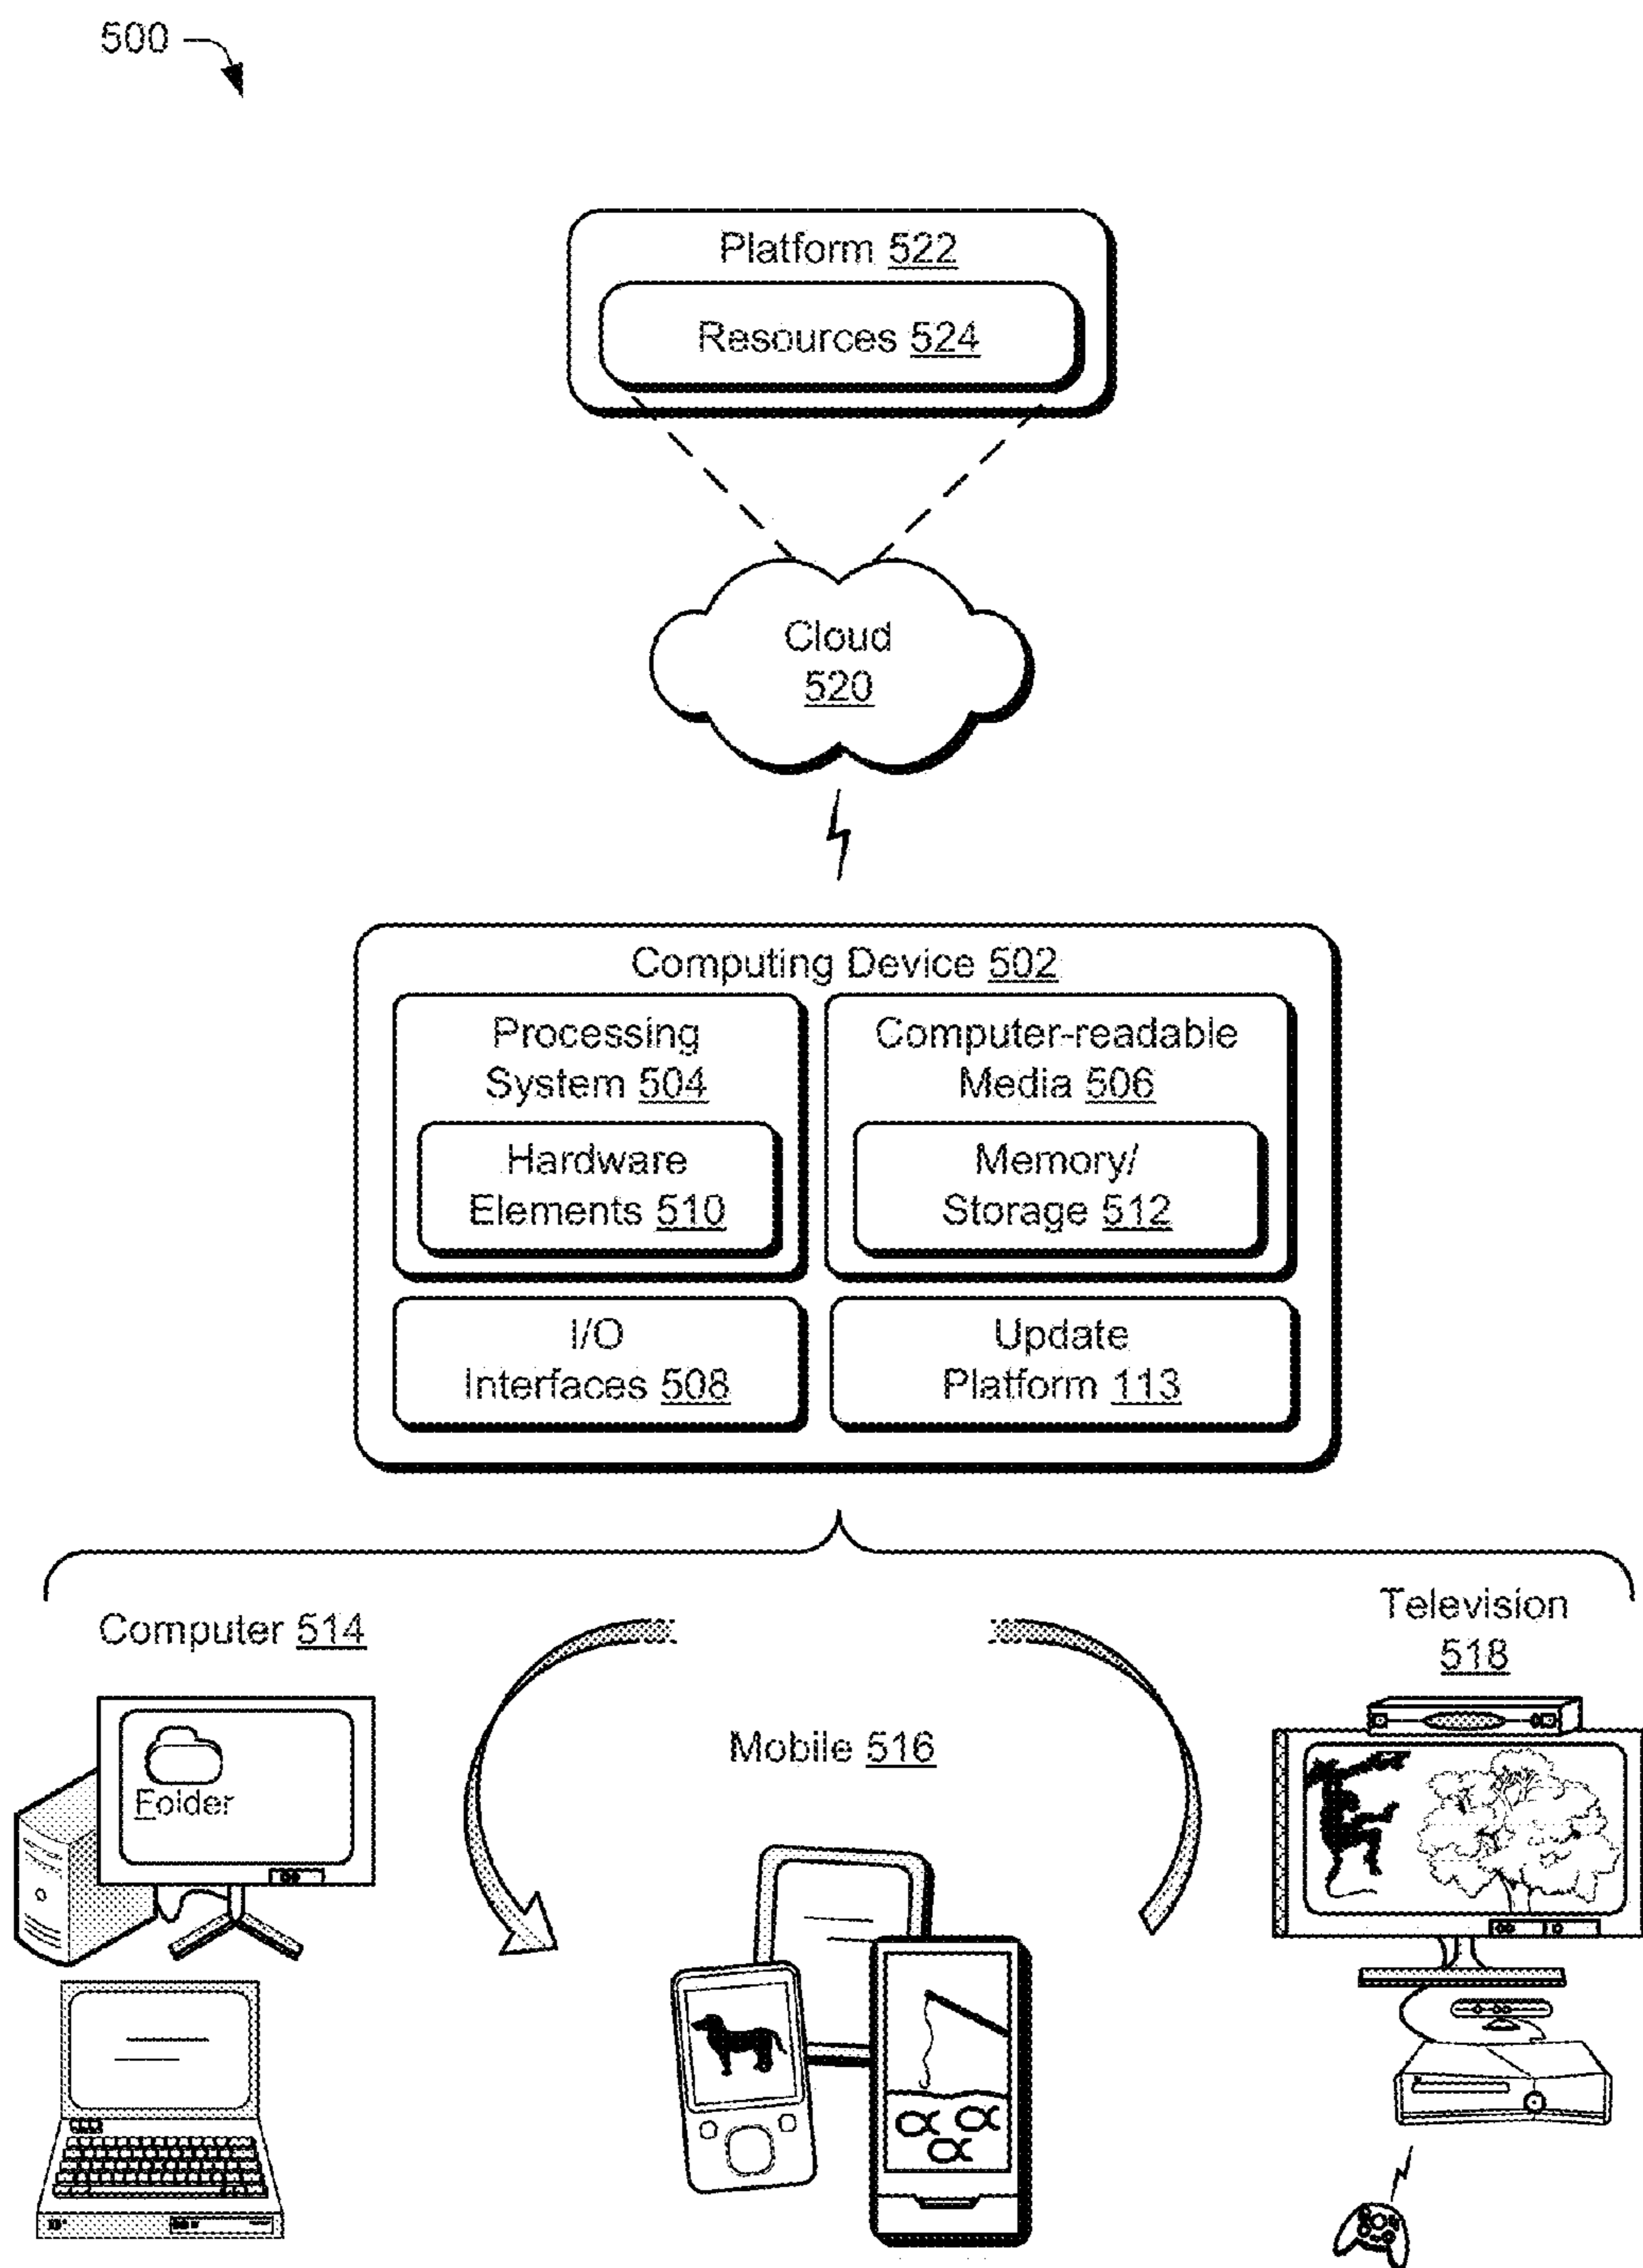 500
Platform 522
Resources 524
Cloud
520
Computing Device 502
Processing
System 504
Hardware
Elements 510
Computer-readable
Media 506
Memory/
Storage 512
I/O
Interfaces 508
Update
Platform 113
Computer 514
Folder
Mobile 516
Television
518